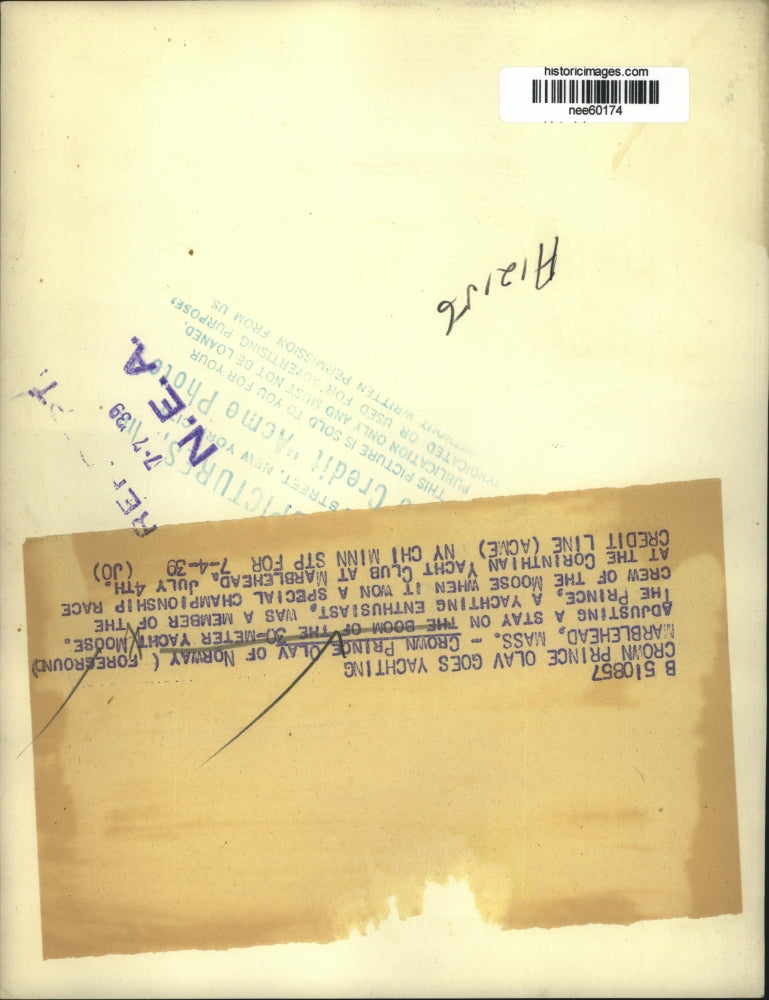 historicimages.com
nee60174
A12156
N.E.A.
7-7-39
THIS PICTURE IS SOLD TO YOU FOR YOUR
PUBLICATION ONLY AND MUST NOT BE LOANED,
SYNDICATED OR USED FOR ADVERTISING PURPOSES
WITHOUT WRITTEN PERMISSION FROM US
Credit "Acme Photo
PICTURES, IN
STREET, NEW YOR
B 510857
CROWN PRINCE OLAV GOES YACHTING
MARBLEHEAD, MASS. - CROWN PRINCE OLAV OF NORWAY (FOREGROUND)
ADJUSTING A STAY ON THE BOOM OF THE 30-METER YACHT MOOSE.
THE PRINCE, A YACHTING ENTHUSIAST, WAS A MEMBER OF THE
CREW OF THE MOOSE WHEN IT WON A SPECIAL CHAMPIONSHIP RACE
AT THE CORINTHIAN YACHT CLUB AT MARBLEHEAD, JULY 4TH.
CREDIT LINE (ACME) NY CHI MINN STP FOR 7-4-39 (JO)